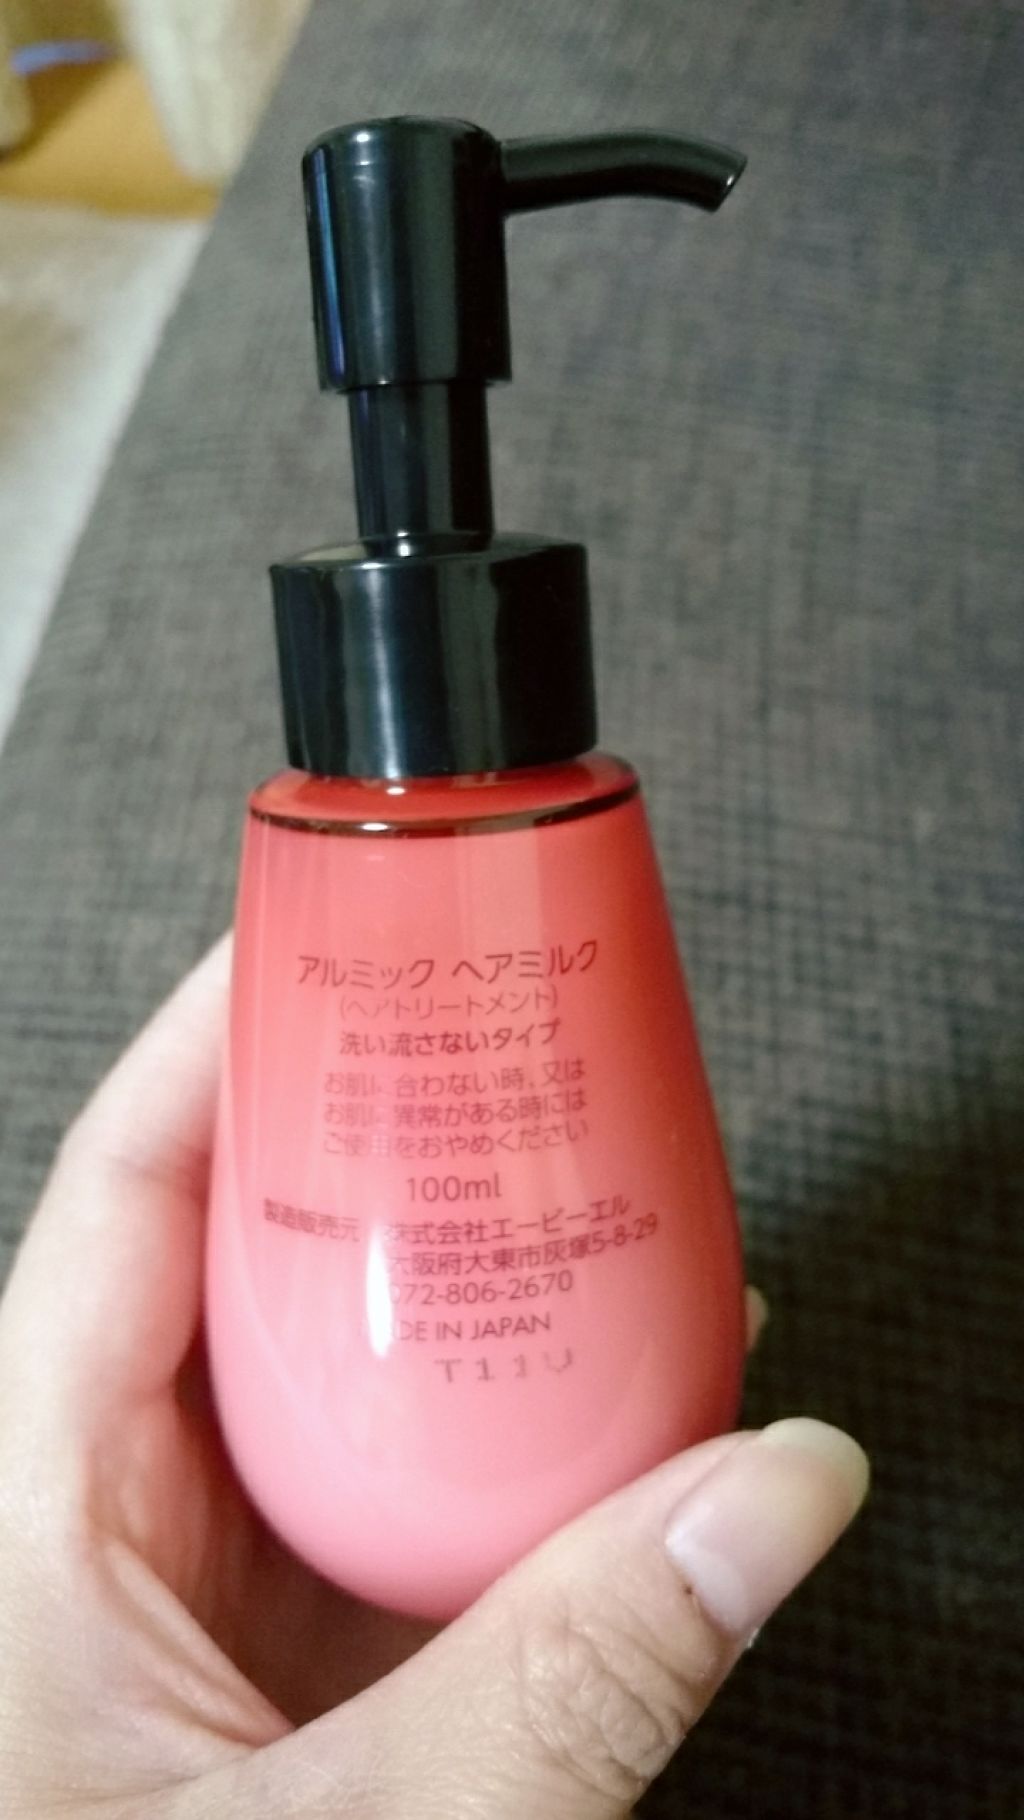 アルミック ヘアミルク
(ヘアトリートメント)
洗い流さないタイプ
お肌に合わない時、又は
お肌に異常がある時には
ご使用をおやめください
100ml
製造販売元 株式会社エービーエル
大阪府大東市灰塚5-8-29
072-806-2670
DE IN JAPAN